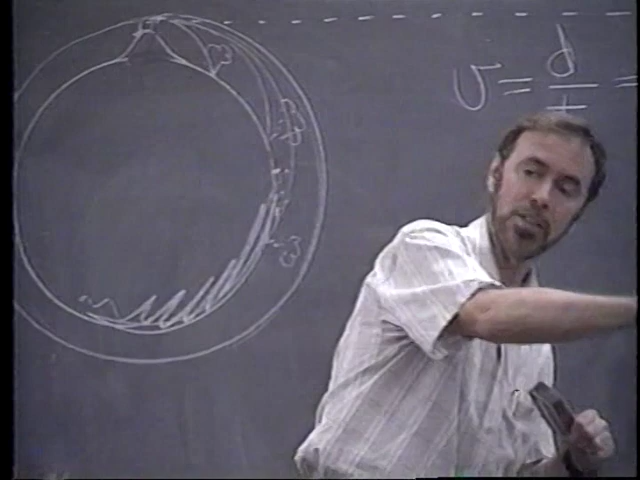 v = d/t =